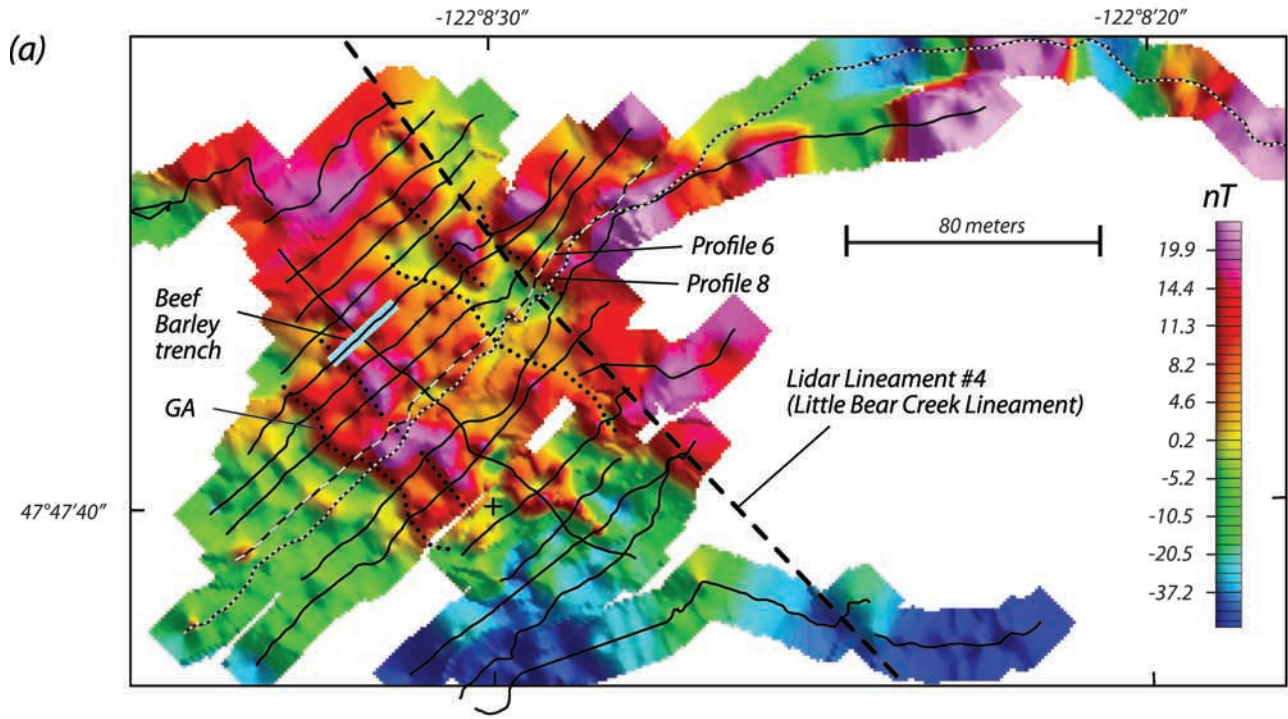 (a)
-122°8'30"
-122°8'20"
nT
80 meters
Profile 6
Profile 8
Beef
Barley
trench
GA
Lidar Lineament #4
(Little Bear Creek Lineament)
47°47'40"
19.9
14.4
11.3
8.2
4.6
0.2
-5.2
-10.5
-20.5
-37.2